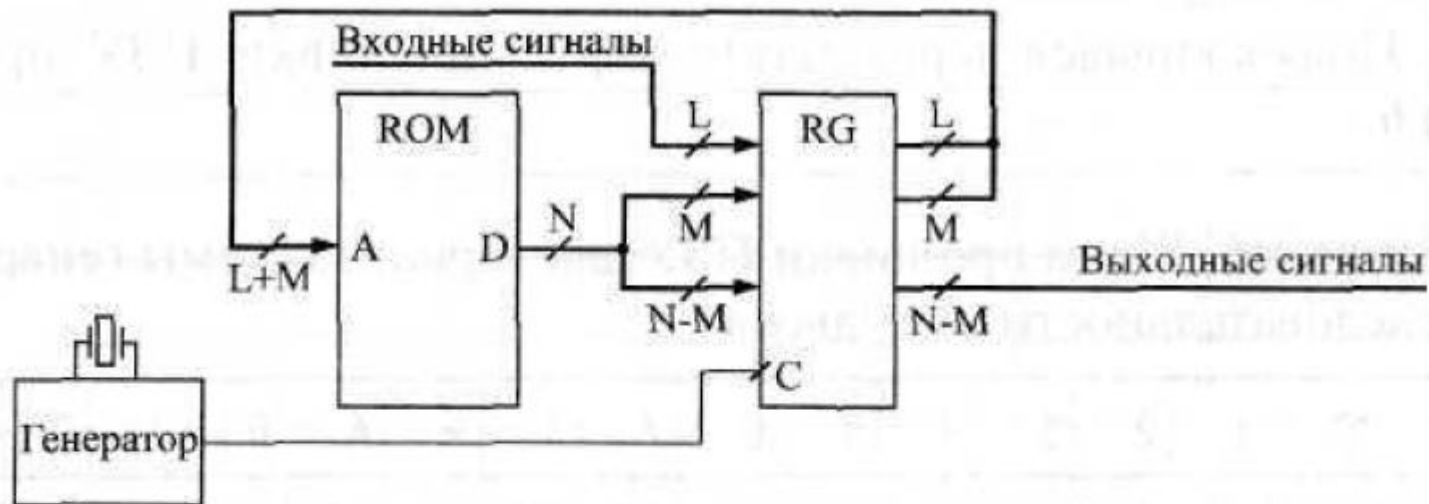 Входные сигналы
ROM
RG
L
L
A
D
N
M
M
L+M
N-M
N-M
Выходные сигналы
C
Генератор